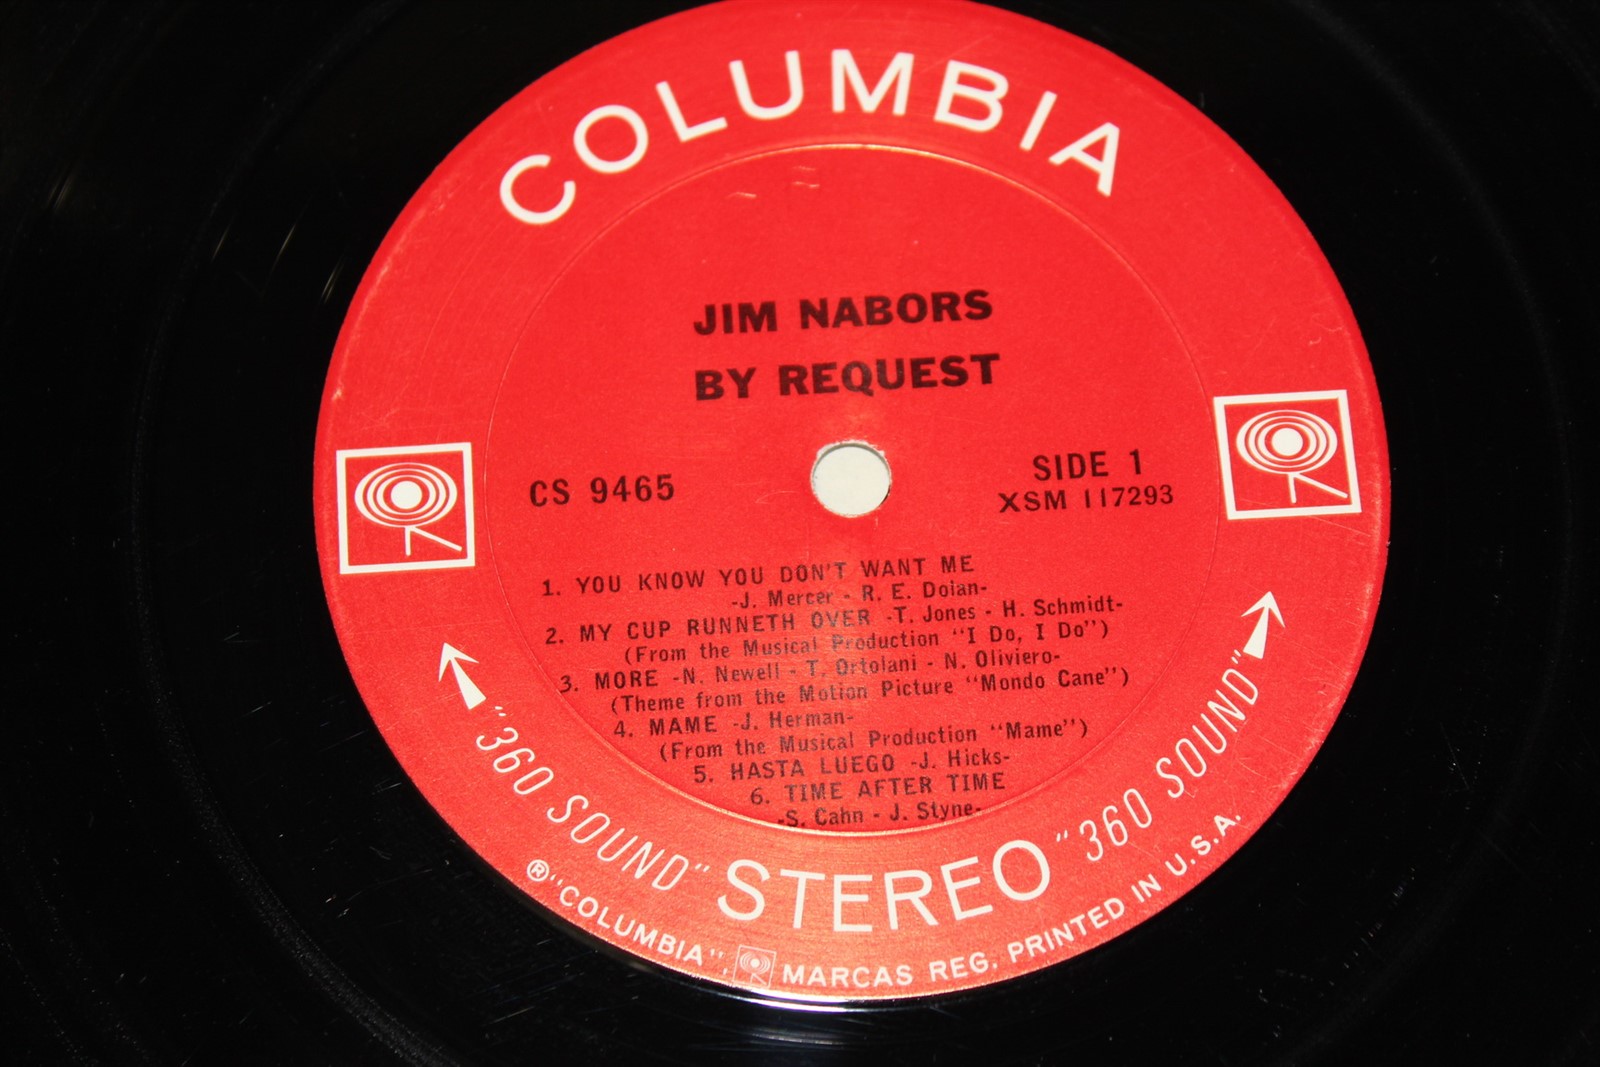 COLUMBIA
JIM NABORS
BY REQUEST
CS 9465
SIDE 1
XSM 117293
1. YOU KNOW YOU DON'T WANT ME
-J. Mercer - R. E. Dolan-
2. MY CUP RUNNETH OVER -T. Jones - H. Schmidt-
(From the Musical Production "I Do, I Do")
3. MORE -N. Newell - T. Ortolani - N. Oliviero-
(Theme from the Motion Picture "Mondo Cane")
4. MAME -J. Herman-
(From the Musical Production "Mame")
5. HASTA LUEGO -J. Hicks-
6. TIME AFTER TIME
-S. Cahn - J. Styne-
"360 SOUND" STEREO "360 SOUND"
® "COLUMBIA", MARCAS REG. PRINTED IN U.S.A.